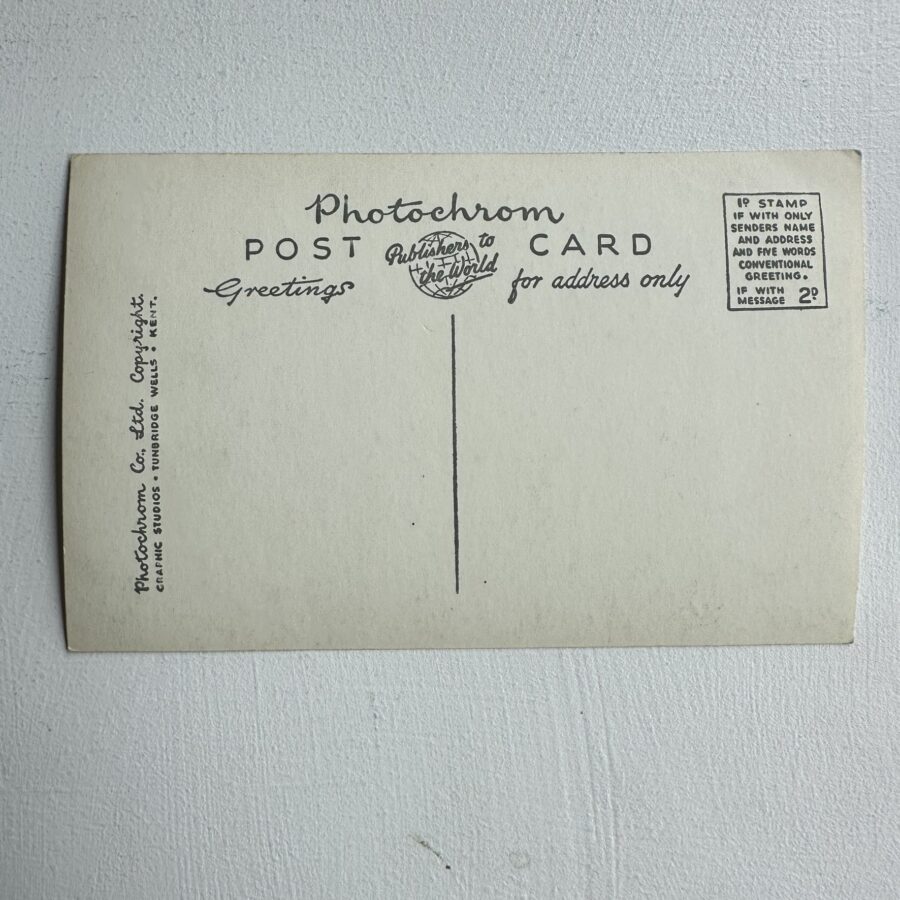 Photochrom
POST CARD
Publishers to
the World
Greetings
for address only
1D STAMP
IF WITH ONLY
SENDERS NAME
AND ADDRESS
AND FIVE WORDS
CONVENTIONAL
GREETING.
IF WITH
MESSAGE 2D
Photochrom Co., Ltd. Copyright.
GRAPHIC STUDIOS • TUNBRIDGE WELLS • KENT.